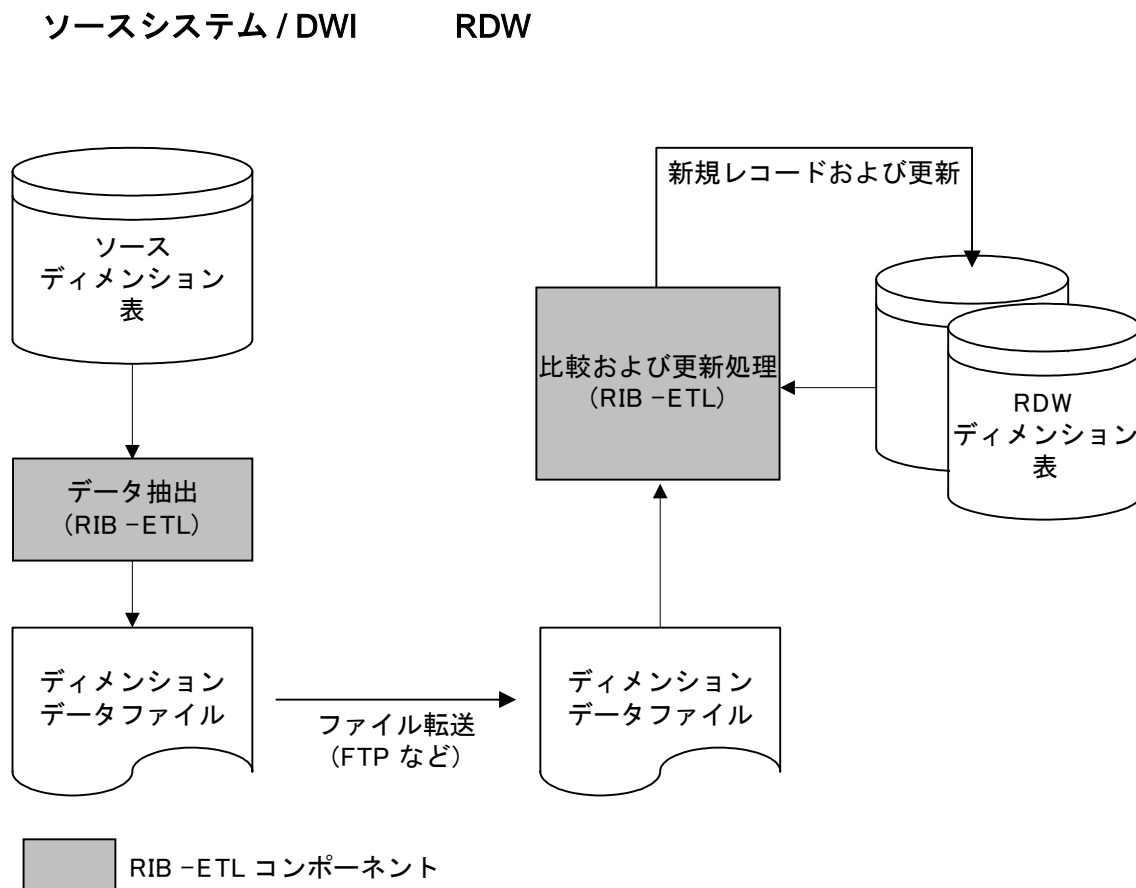 ソースシステム / DWI
RDW
新規レコードおよび更新
ソース
ディメンション
表
比較および更新処理
(RIB -ETL)
RDW
ディメンション
表
データ抽出
(RIB -ETL)
ディメンション
データファイル
ファイル転送
(FTP など)
ディメンション
データファイル
RIB -ETL コンポーネント